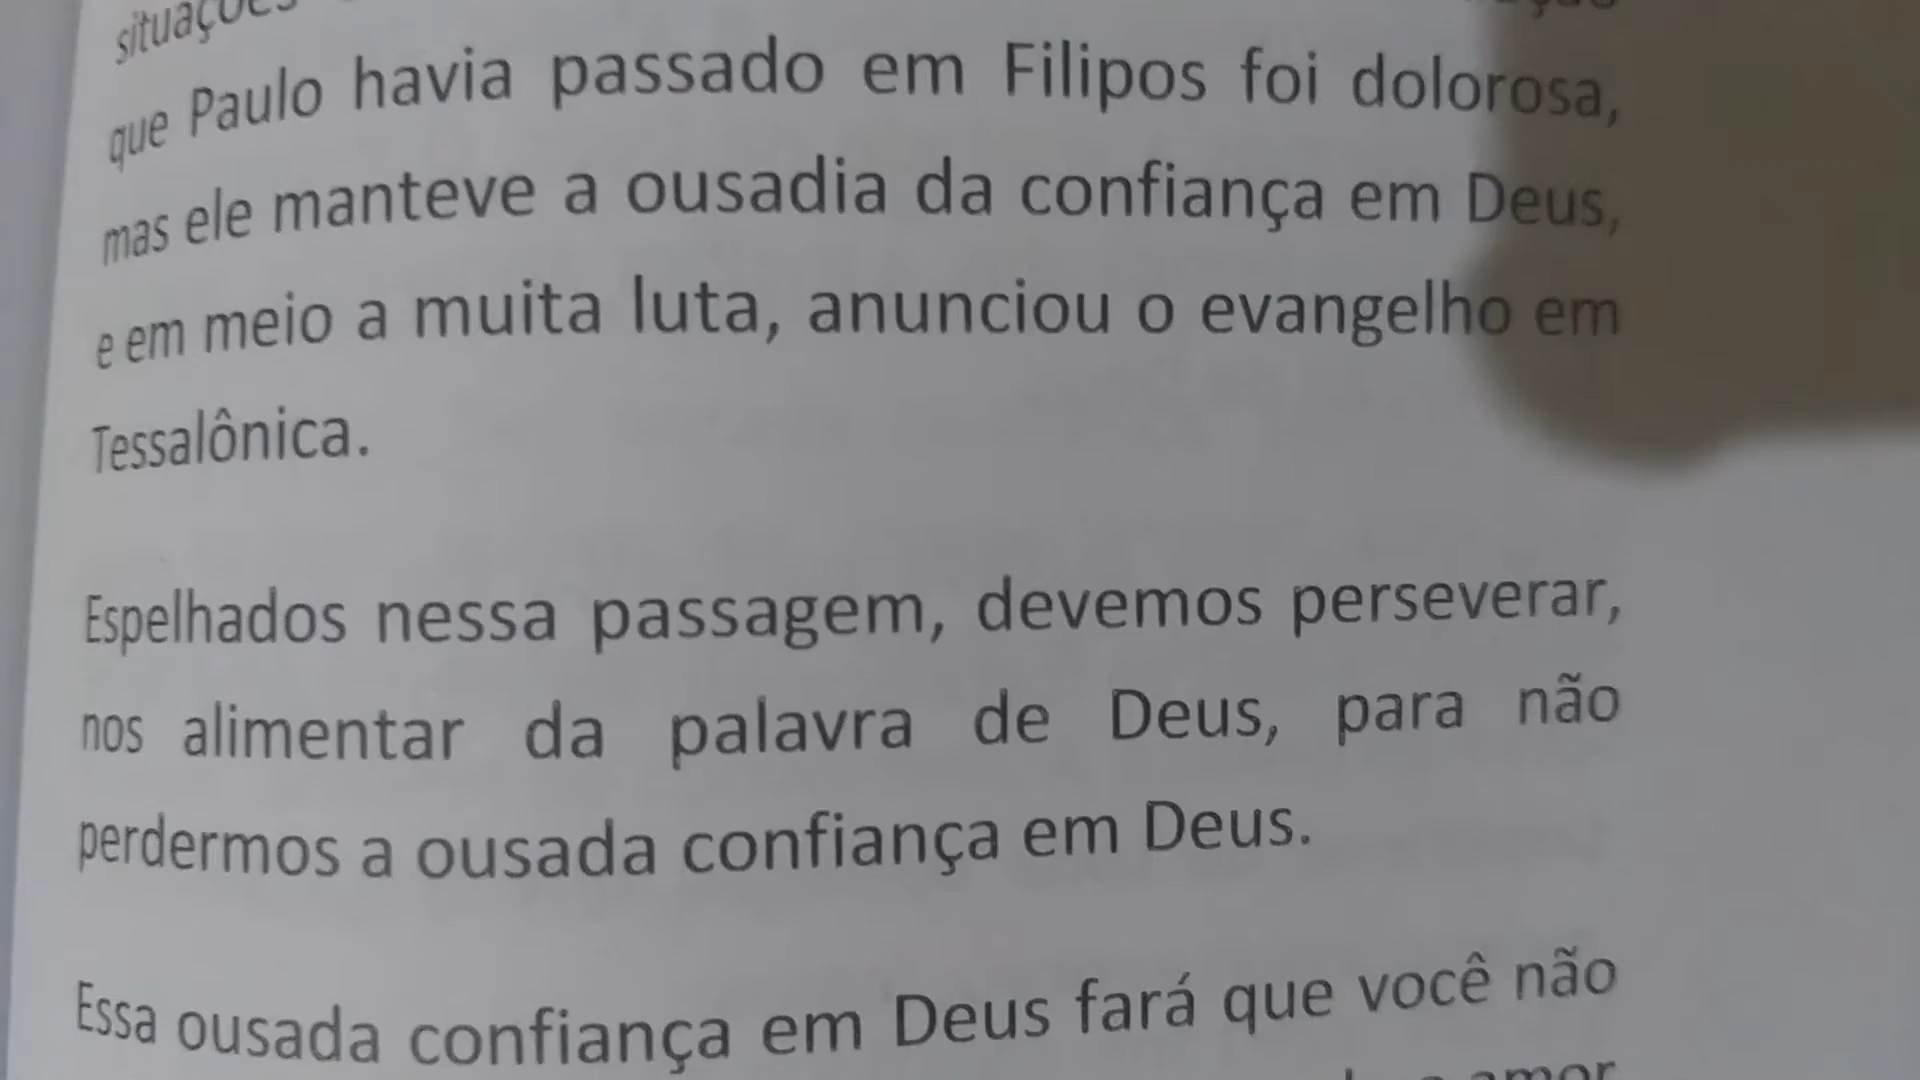 situações
que Paulo havia passado em Filipos foi dolorosa,
mas ele manteve a ousadia da confiança em Deus,
e em meio a muita luta, anunciou o evangelho em
Tessalônica.
Espelhados nessa passagem, devemos perseverar,
nos alimentar da palavra de Deus, para não
perdermos a ousada confiança em Deus.
Essa ousada confiança em Deus fará que você não
amor